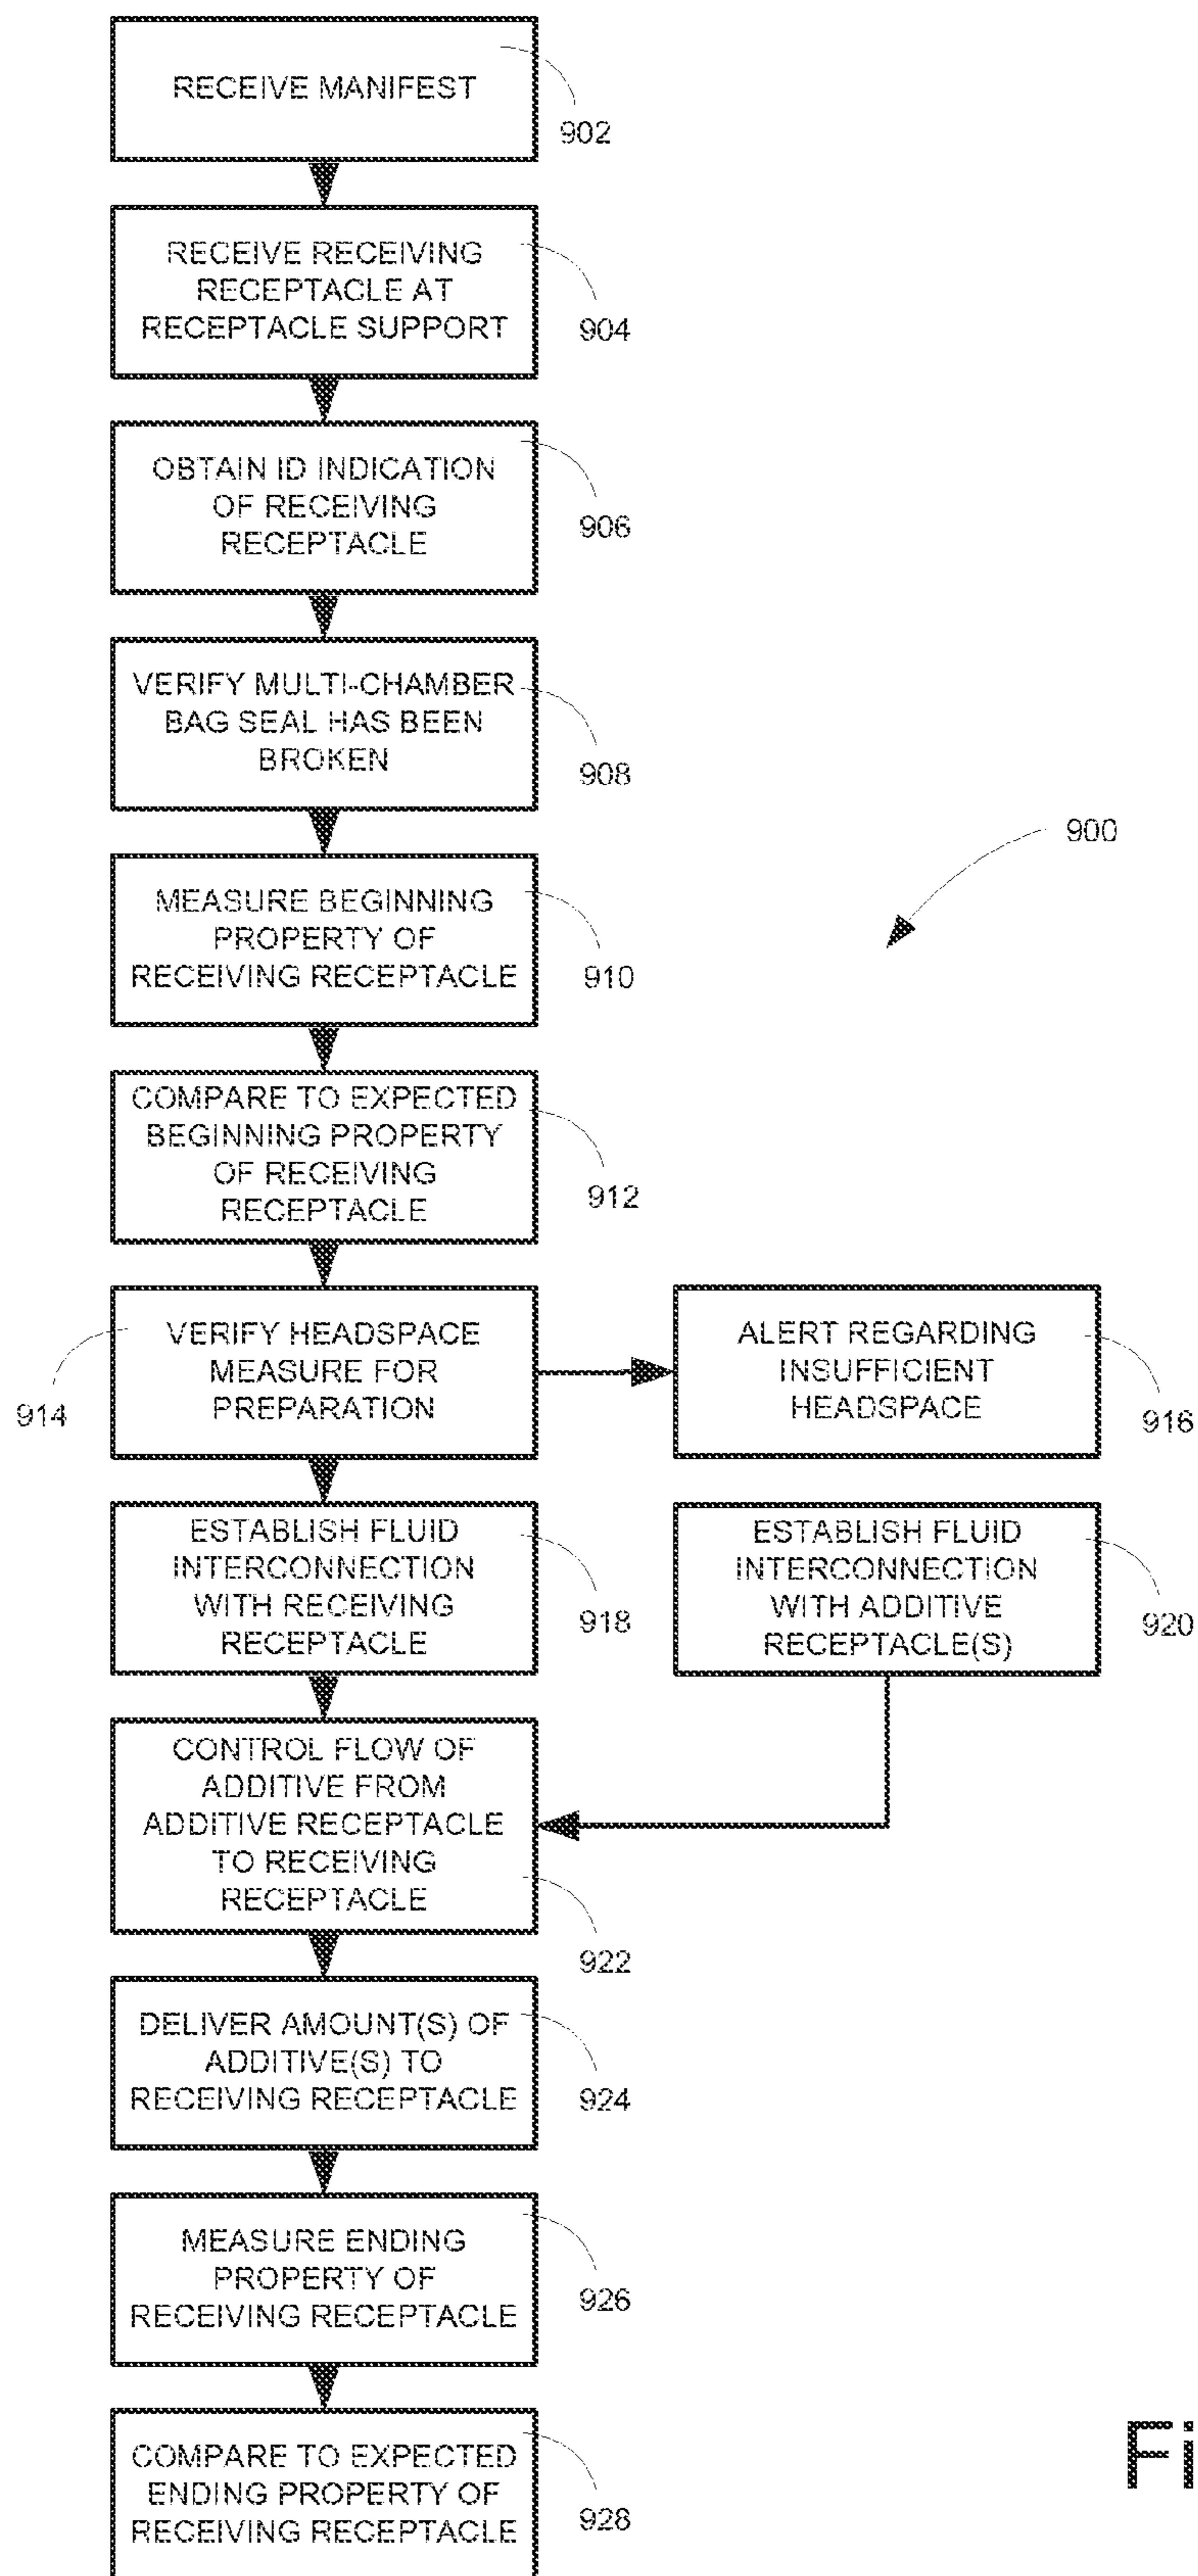 RECEIVE MANIFEST
902
RECEIVE RECEIVING
RECEPTACLE AT
RECEPTACLE SUPPORT
904
OBTAIN ID INDICATION
OF RECEIVING
RECEPTACLE
906
VERIFY MULTI-CHAMBER
BAG SEAL HAS BEEN
BROKEN
908
900
MEASURE BEGINNING
PROPERTY OF
RECEIVING RECEPTACLE
910
COMPARE TO EXPECTED
BEGINNING PROPERTY
OF RECEIVING
RECEPTACLE
912
VERIFY HEADSPACE
MEASURE FOR
PREPARATION
914
ALERT REGARDING
INSUFFICIENT
HEADSPACE
916
ESTABLISH FLUID
INTERCONNECTION
WITH RECEIVING
RECEPTACLE
918
ESTABLISH FLUID
INTERCONNECTION
WITH ADDITIVE
RECEPTACLE(S)
920
CONTROL FLOW OF
ADDITIVE FROM
ADDITIVE RECEPTACLE
TO RECEIVING
RECEPTACLE
922
DELIVER AMOUNT(S) OF
ADDITIVE(S) TO
RECEIVING RECEPTACLE
924
MEASURE ENDING
PROPERTY OF
RECEIVING RECEPTACLE
926
COMPARE TO EXPECTED
ENDING PROPERTY OF
RECEIVING RECEPTACLE
928
Fi